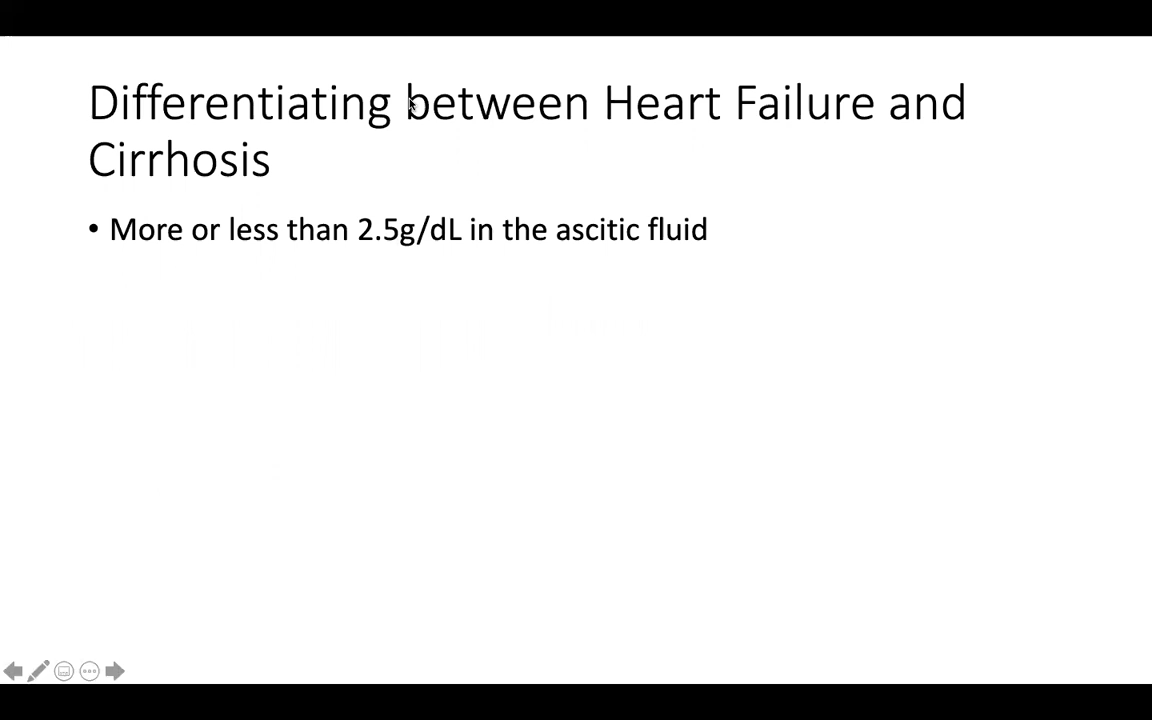 Differentiating between Heart Failure and
Cirrhosis
• More or less than 2.5g/dL in the ascitic fluid